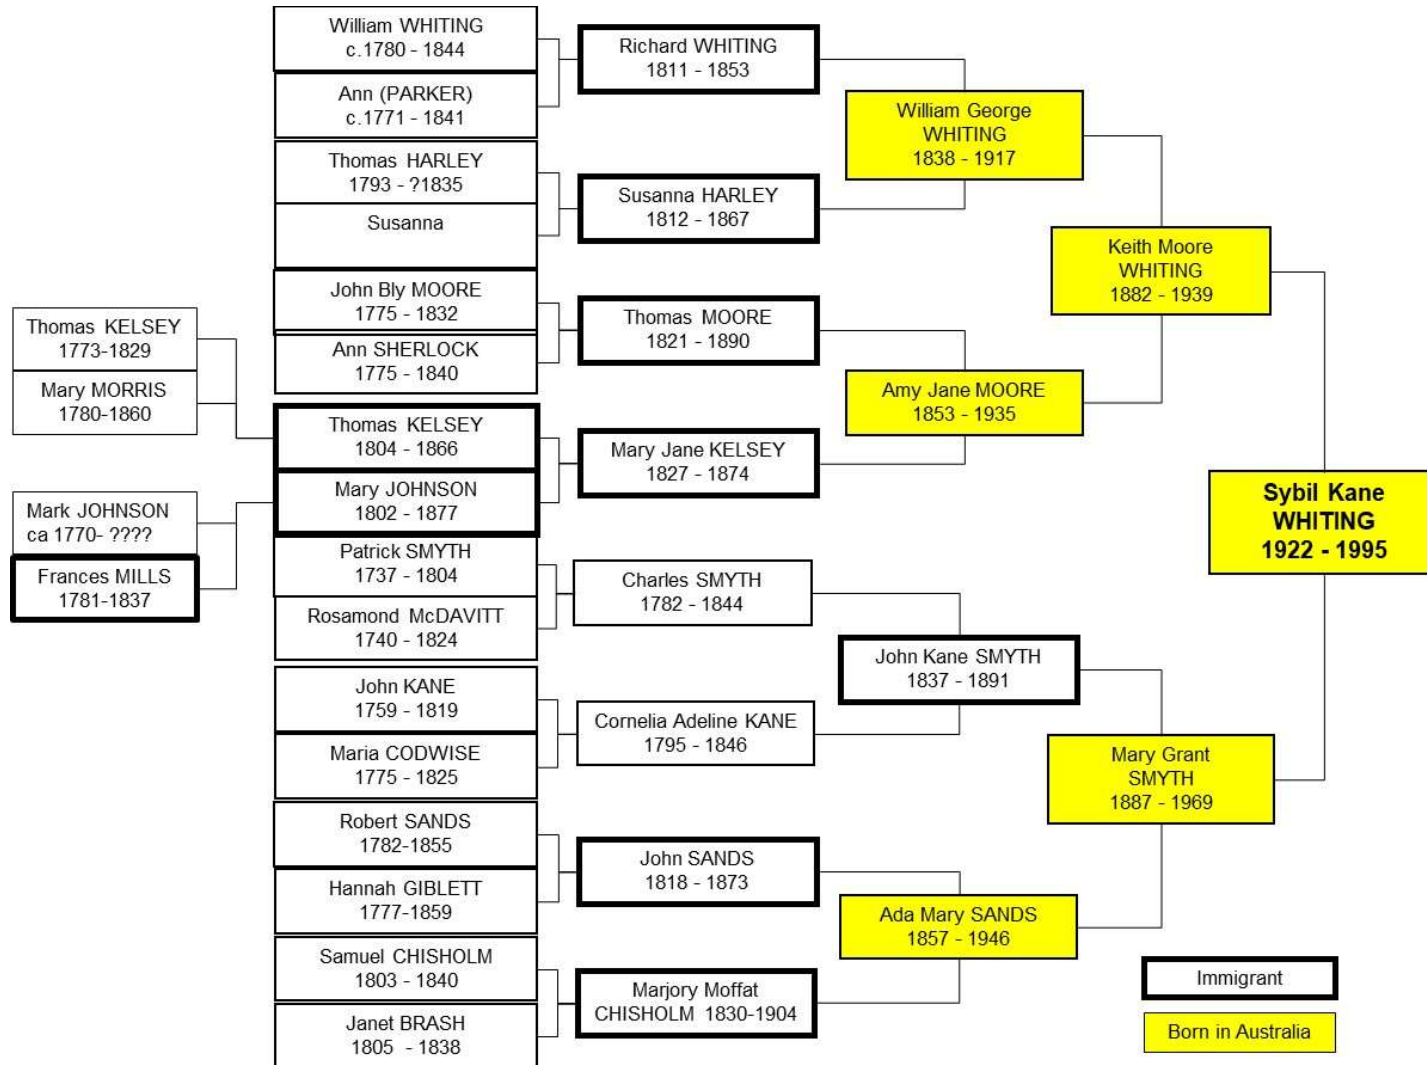 Thomas KELSEY
1773-1829
Mary MORRIS
1780-1860
Mark JOHNSON
ca 1770- ????
Frances MILLS
1781-1837
William WHITING
c.1780 - 1844
Ann (PARKER)
c.1771 - 1841
Thomas HARLEY
1793 - ?1835
Susanna
John Bly MOORE
1775 - 1832
Ann SHERLOCK
1775 - 1840
Thomas KELSEY
1804 - 1866
Mary JOHNSON
1802 - 1877
Patrick SMYTH
1737 - 1804
Rosamond McDAVITT
1740 - 1824
John KANE
1759 - 1819
Maria CODWISE
1775 - 1825
Robert SANDS
1782-1855
Hannah GIBLETT
1777-1859
Samuel CHISHOLM
1803 - 1840
Janet BRASH
1805 - 1838
Richard WHITING
1811 - 1853
Susanna HARLEY
1812 - 1867
Thomas MOORE
1821 - 1890
Mary Jane KELSEY
1827 - 1874
Charles SMYTH
1782 - 1844
Cornelia Adeline KANE
1795 - 1846
John SANDS
1818 - 1873
Marjory Moffat
CHISHOLM 1830-1904
William George
WHITING
1838 - 1917
Amy Jane MOORE
1853 - 1935
John Kane SMYTH
1837 - 1891
Ada Mary SANDS
1857 - 1946
Keith Moore
WHITING
1882 - 1939
Mary Grant
SMYTH
1887 - 1969
Sybil Kane
WHITING
1922 - 1995
Immigrant
Born in Australia